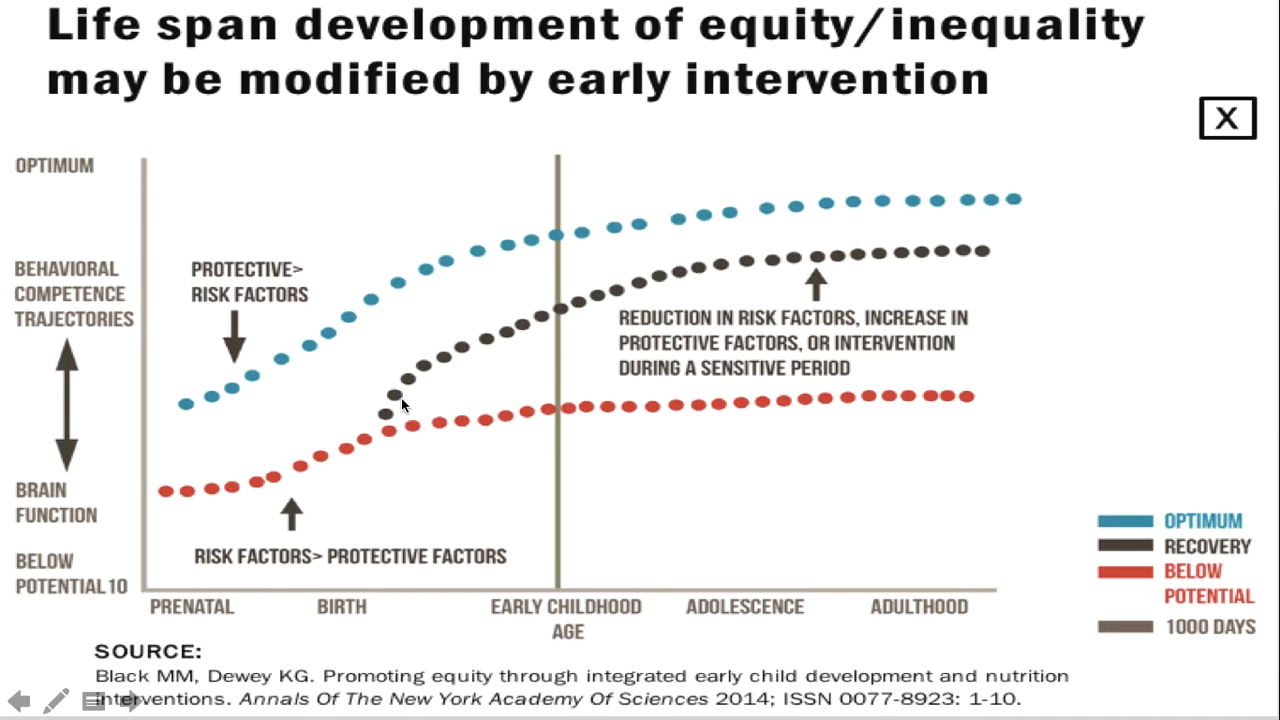 Life span development of equity/inequality
may be modified by early intervention
X
OPTIMUM
BEHAVIORAL
COMPETENCE
TRAJECTORIES
BRAIN
FUNCTION
BELOW
POTENTIAL10
PROTECTIVE>
RISK FACTORS
REDUCTION IN RISK FACTORS, INCREASE IN
PROTECTIVE FACTORS, OR INTERVENTION
DURING A SENSITIVE PERIOD
RISK FACTORS> PROTECTIVE FACTORS
PRENATAL BIRTH EARLY CHILDHOOD ADOLESCENCE ADULTHOOD
AGE
OPTIMUM
RECOVERY
BELOW
POTENTIAL
1000 DAYS
SOURCE:
Black MM, Dewey KG. Promoting equity through integrated early child development and nutrition
interventions. Annals Of The New York Academy Of Sciences 2014; ISSN 0077-8923: 1-10.